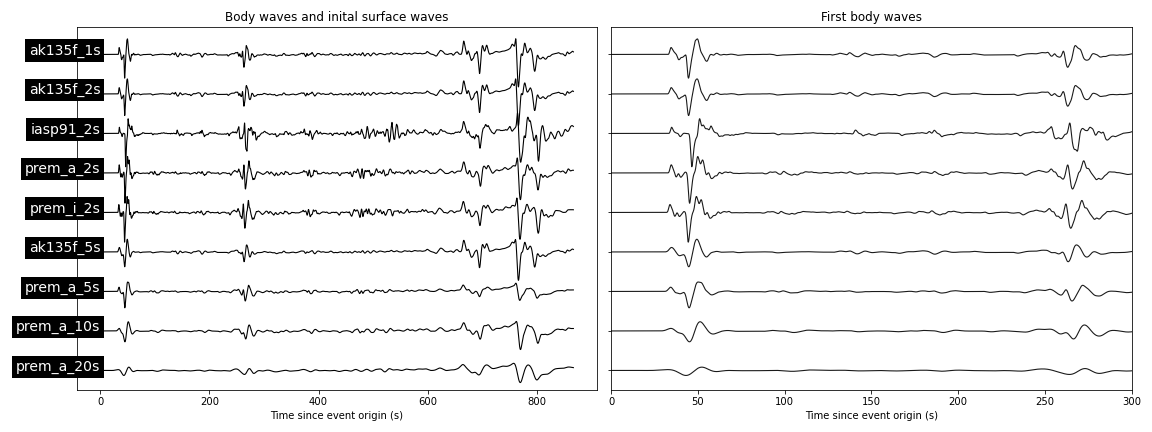 Body waves and inital surface waves
First body waves
ak135f_1s
ak135f_2s
iasp91_2s
prem_a_2s
prem_i_2s
ak135f_5s
prem_a_5s
prem_a_10s
prem_a_20s
0 200 400 600 800
0 50 100 150 200 250 300
Time since event origin (s)
Time since event origin (s)